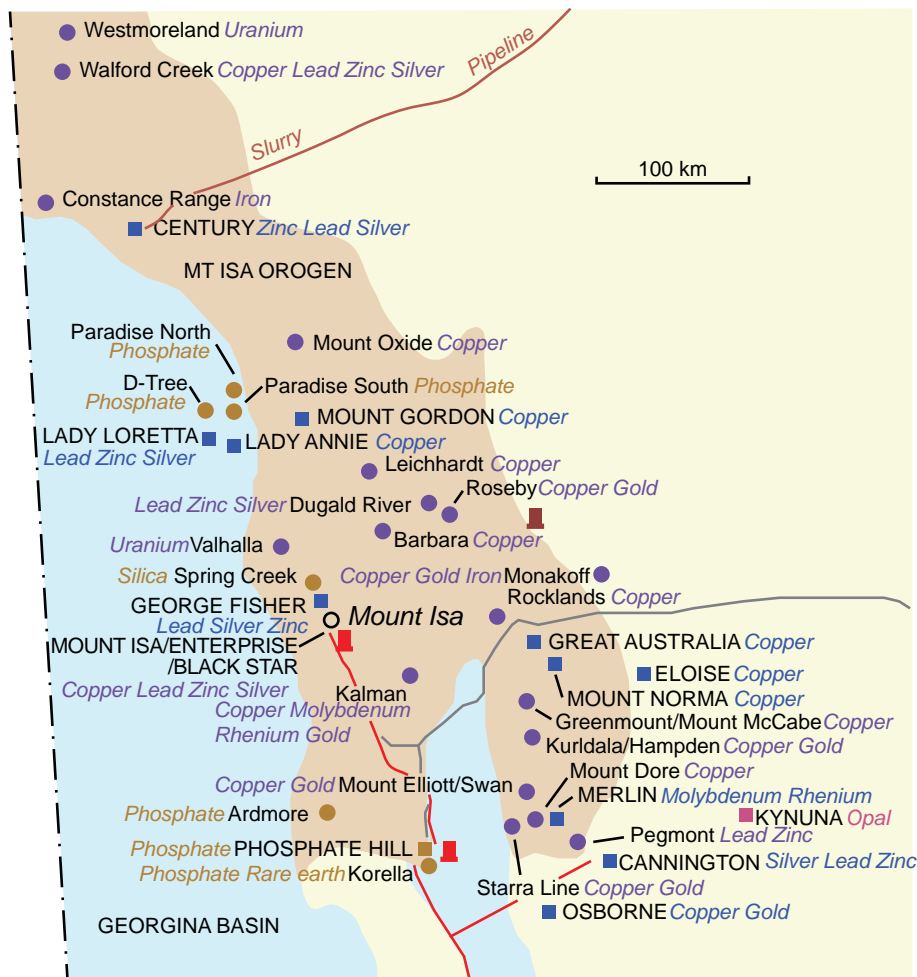 Westmoreland Uranium
Walford Creek Copper Lead Zinc Silver
Pipeline
Slurry
100 km
Constance Range Iron
CENTURY Zinc Lead Silver
MT ISA OROGEN
Paradise North
Phosphate
Mount Oxide Copper
D-Tree
Phosphate
Paradise South Phosphate
MOUNT GORDON Copper
LADY LORETTA
Lead Zinc Silver
LADY ANNIE Copper
Leichhardt Copper
Roseby Copper Gold
Lead Zinc Silver Dugald River
Barbara Copper
Uranium Valhalla
Silica Spring Creek
Copper Gold Iron Monakoff
Rocklands Copper
GEORGE FISHER
Lead Silver Zinc
Mount Isa
MOUNT ISA/ENTERPRISE
/BLACK STAR
Copper Lead Zinc Silver
GREAT AUSTRALIA Copper
ELOISE Copper
MOUNT NORMA Copper
Kalman
Copper Molybdenum
Rhenium Gold
Greenmount/Mount McCabe Copper
Kurldala/Hampden Copper Gold
Mount Dore Copper
Copper Gold Mount Elliott/Swan
MERLIN Molybdenum Rhenium
Phosphate Ardmore
KYNUNA Opal
Pegmont Lead Zinc
Phosphate PHOSPHATE HILL
CANNINGTON Silver Lead Zinc
Phosphate Rare earth Korella
Starra Line Copper Gold
OSBORNE Copper Gold
GEORGINA BASIN